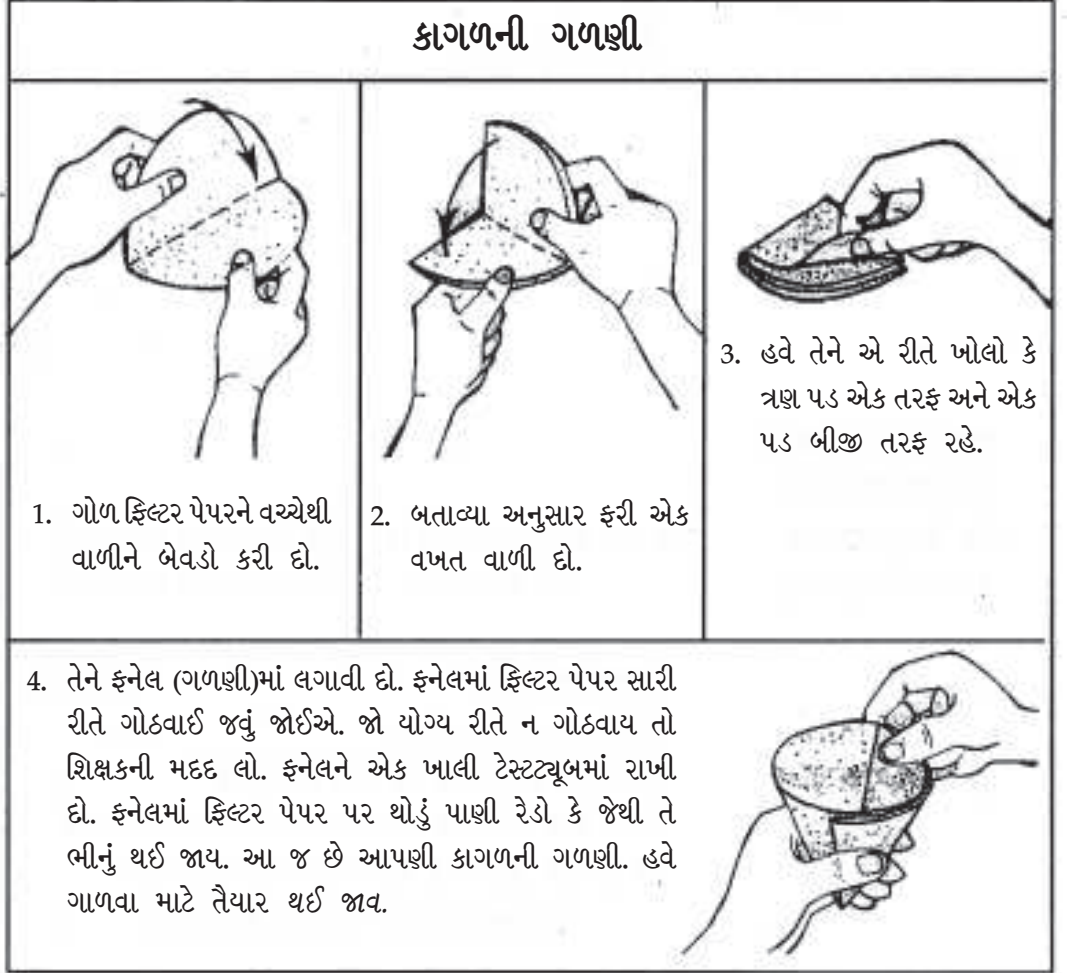 કાગળની ગળણી
1. ગોળ ફિલ્ટર પેપરને વચ્ચેથી
વાળીને બેવડો કરી દો.
2. બતાવ્યા અનુસાર ફરી એક
વખત વાળી દો.
3. હવે તેને એ રીતે ખોલો કે
ત્રણ પડ એક તરફ અને એક
પડ બીજી તરફ રહે.
4. તેને ફનેલ (ગળણી)માં લગાવી દો. ફનેલમાં ફિલ્ટર પેપર સારી
રીતે ગોઠવાઈ જવું જોઈએ. જો યોગ્ય રીતે ન ગોઠવાય તો
શિક્ષકની મદદ લો. ફનેલને એક ખાલી ટેસ્ટટ્યૂબમાં રાખી
દો. ફનેલમાં ફિલ્ટર પેપર પર થોડું પાણી રેડો કે જેથી તે
ભીનું થઈ જાય. આ જ છે આપણી કાગળની ગળણી. હવે
ગાળવા માટે તૈયાર થઈ જાવ.